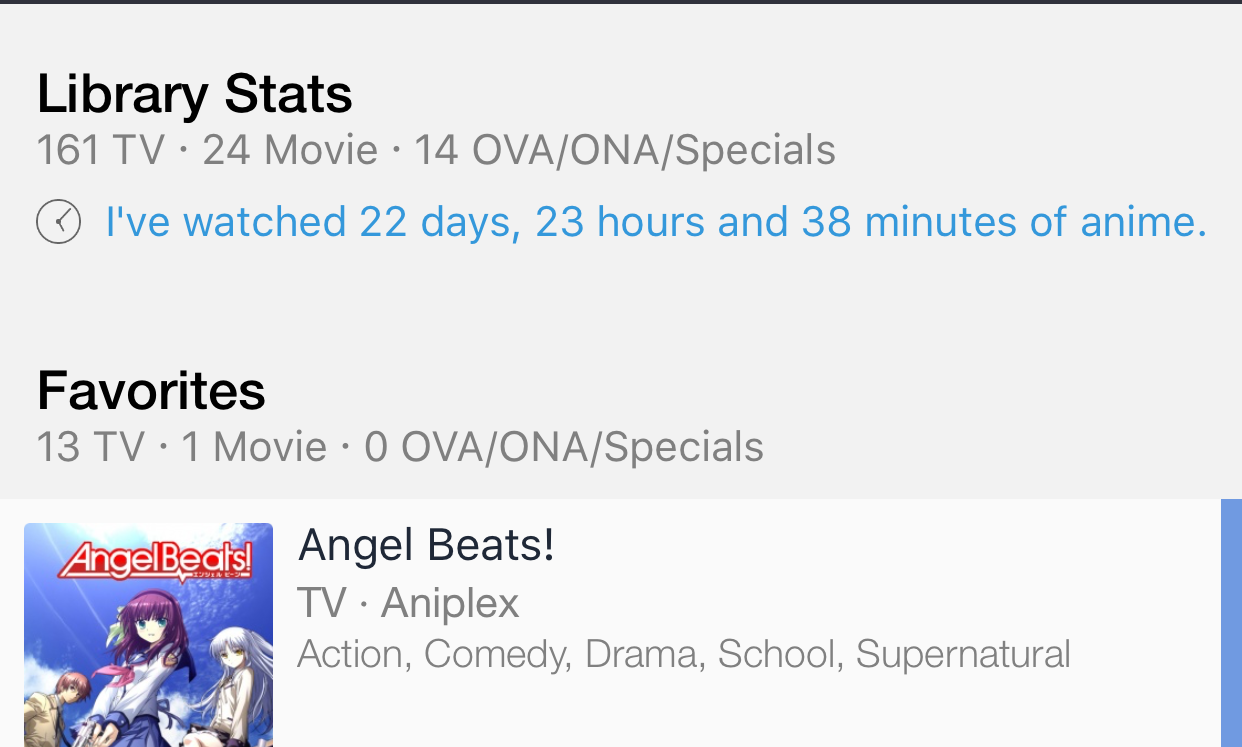 Library Stats
161 TV · 24 Movie · 14 OVA/ONA/Specials
I've watched 22 days, 23 hours and 38 minutes of anime.
Favorites
13 TV · 1 Movie · 0 OVA/ONA/Specials
Angel Beats!
エンジェル ビーツ!
Angel Beats!
TV · Aniplex
Action, Comedy, Drama, School, Supernatural